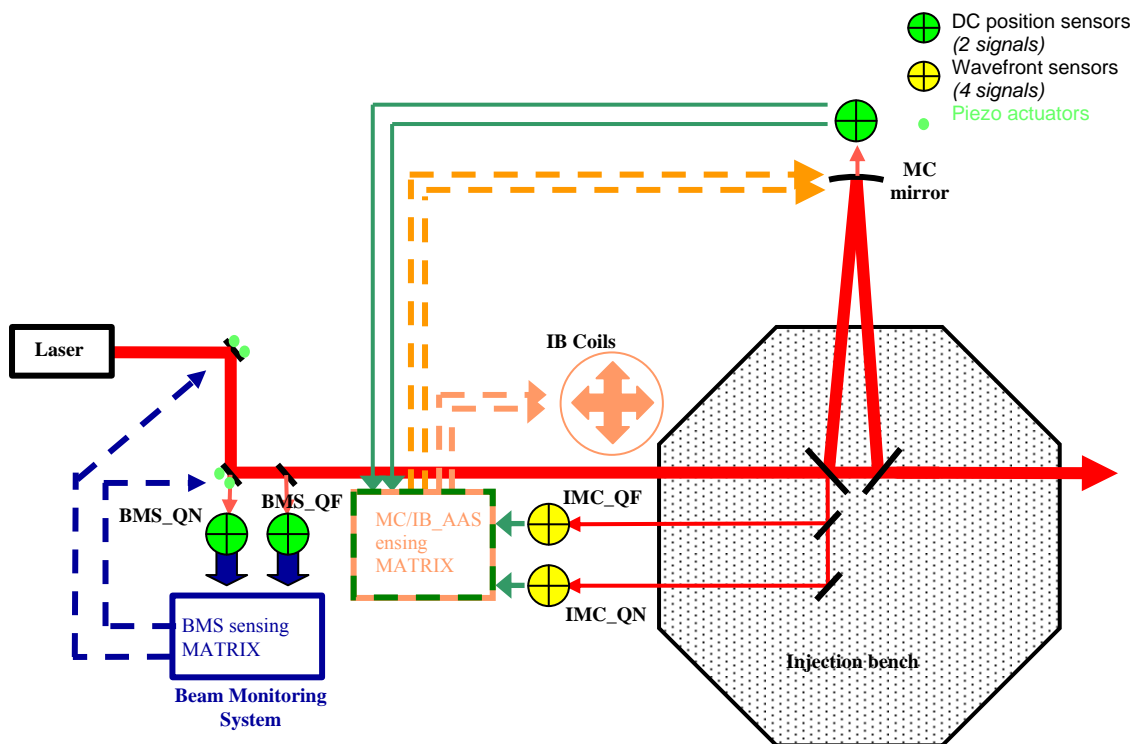 DC position sensors
(2 signals)
Wavefront sensors
(4 signals)
Piezo actuators
MC
mirror
Laser
IB Coils
BMS_QN
BMS_QF
IMC_QF
MC/IB_AAS
ensing
MATRIX
IMC_QN
BMS sensing
MATRIX
Injection bench
Beam Monitoring
System